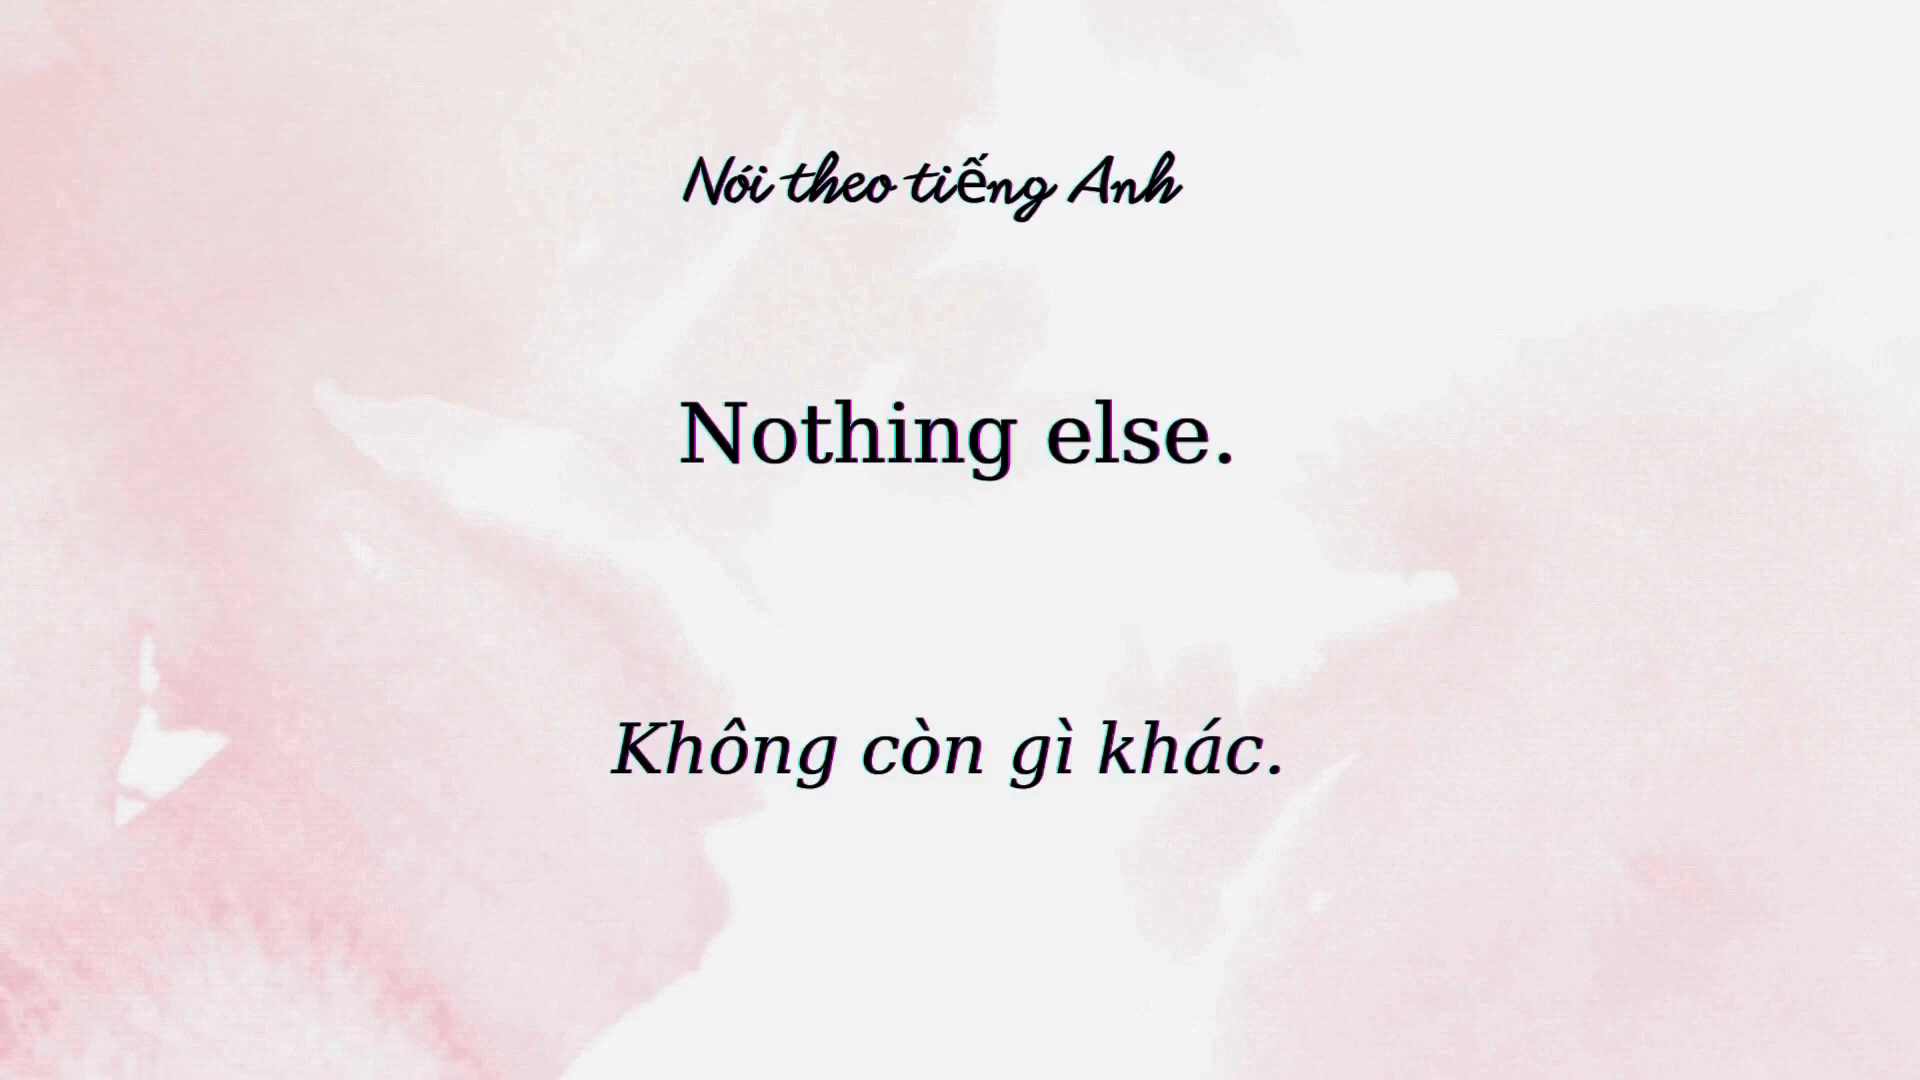 Nói theo tiếng Anh
Nothing else.
Không còn gì khác.